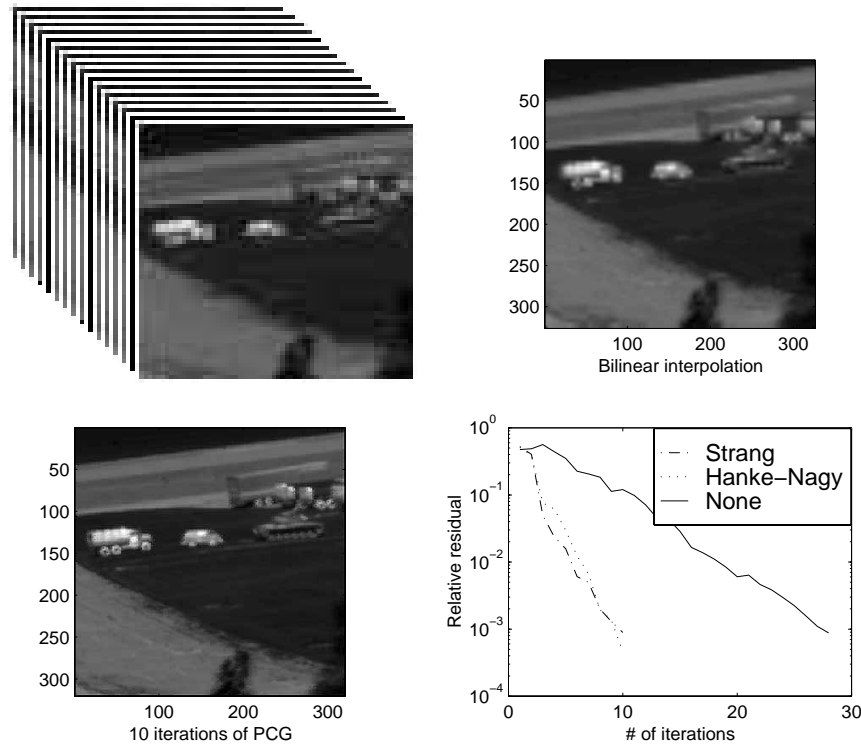 50
100
150
200
250
300
100 200 300
Bilinear interpolation
50
100
150
200
250
300
100 200 300
10 iterations of PCG
10^0
10^-1
10^-2
10^-3
10^-4
Relative residual
Strang
Hanke-Nagy
None
0 10 20 30
# of iterations